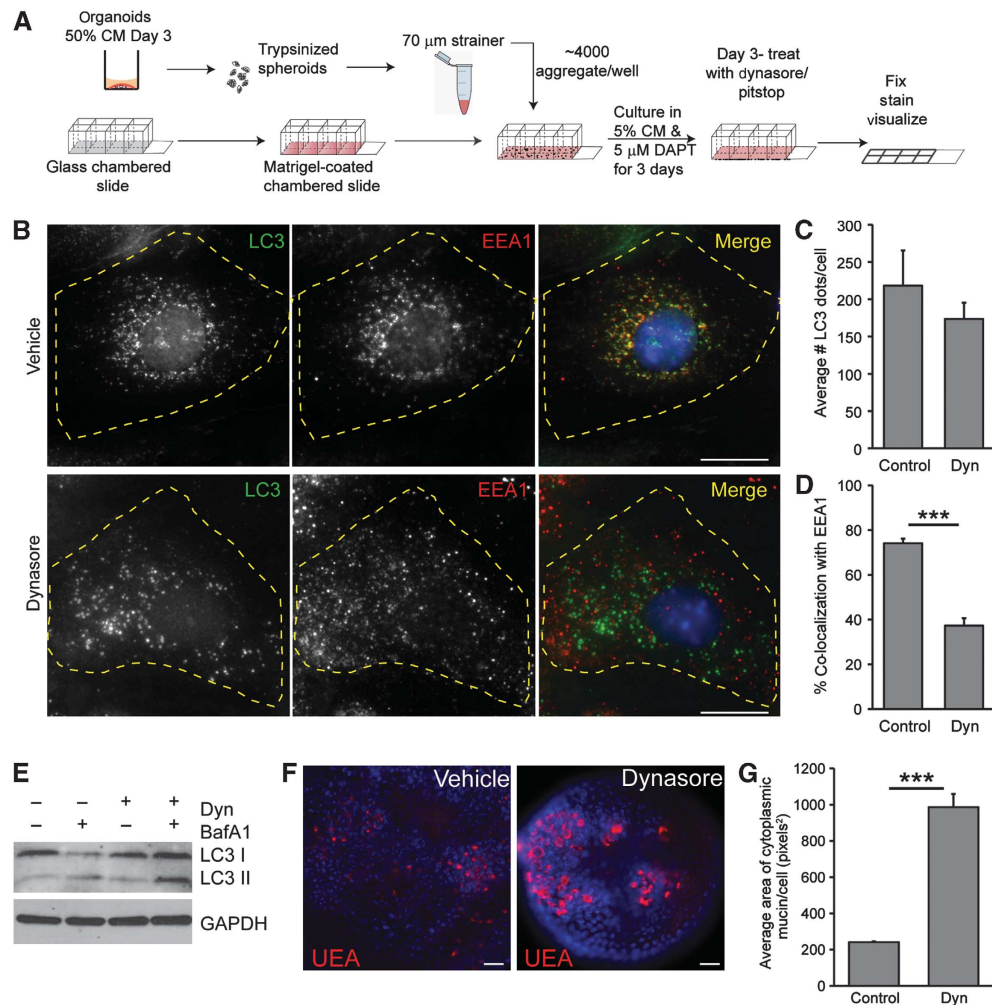 A
Organoids
50% CM Day 3
Trypsinized
spheroids
70 μm strainer
~4000
aggregate/well
Day 3- treat
with dynasore/
pitstop
Fix
stain
visualize
Glass chambered
slide
Matrigel-coated
chambered slide
Culture in
5% CM &
5 μM DAPT
for 3 days
B
LC3
EEA1
Merge
Vehicle
LC3
EEA1
Merge
Dynasore
C
Average # LC3 dots/cell
300
250
200
150
100
50
0
Control
Dyn
D
% Co-localization with EEA1
100
80
60
40
20
0
***
Control
Dyn
E
– – + + Dyn
– + – + BafA1
LC3 I
LC3 II
GAPDH
F
Vehicle
UEA
Dynasore
UEA
G
Average area of cytoplasmic
mucin/cell (pixels²)
1200
1000
800
600
400
200
0
***
Control
Dyn